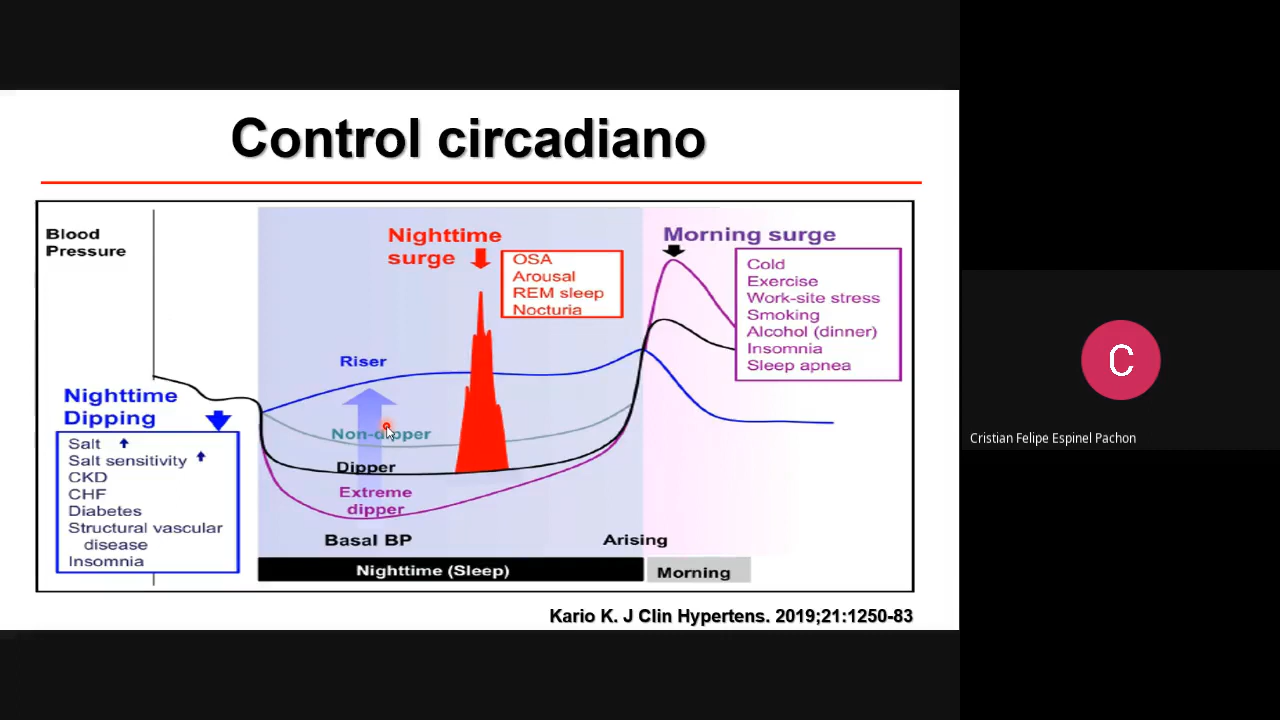 Control circadiano
Blood
Pressure
Nighttime
surge
OSA
Arousal
REM sleep
Nocturia
Morning surge
Cold
Exercise
Work-site stress
Smoking
Alcohol (dinner)
Insomnia
Sleep apnea
Riser
Nighttime
Dipping
Salt
Salt sensitivity
CKD
CHF
Diabetes
Structural vascular
disease
Insomnia
Non-dipper
Dipper
Extreme
dipper
Basal BP
Arising
Nighttime (Sleep)
Morning
Kario K. J Clin Hypertens. 2019;21:1250-83
C
Cristian Felipe Espinel Pachon